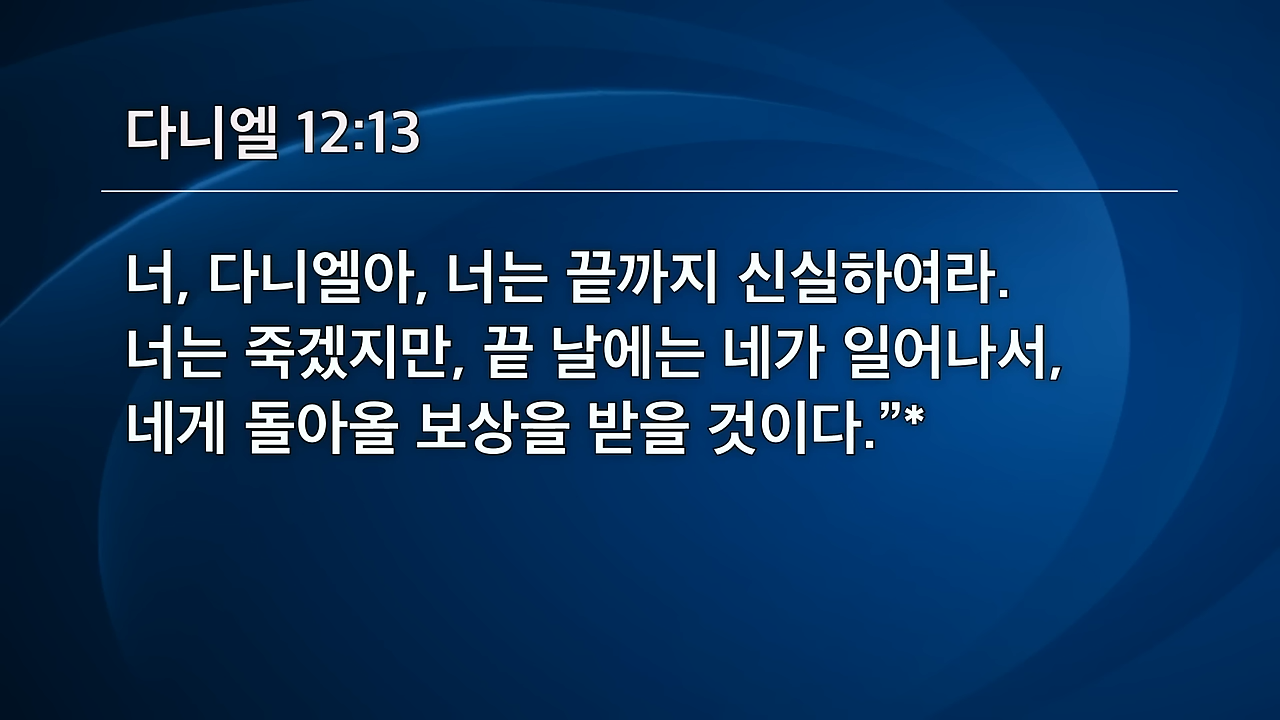 다니엘 12:13
너, 다니엘아, 너는 끝까지 신실하여라.
너는 죽겠지만, 끝 날에는 네가 일어나서,
네게 돌아올 보상을 받을 것이다.”*